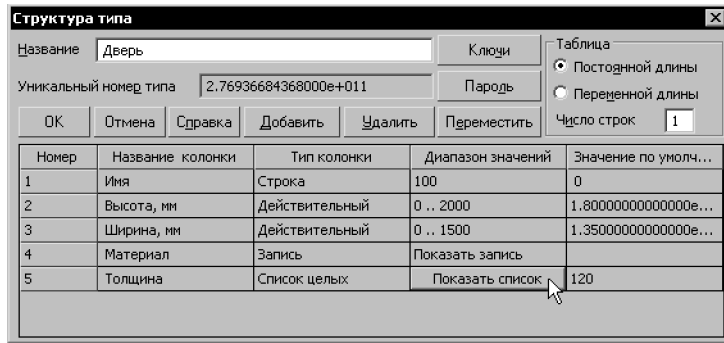 Структура типа
Название Дверь Ключи Таблица
Постоянной длины
Уникальный номер типа 2.76936684368000e+011 Пароль
Переменной длины
ОК Отмена Справка Добавить Удалить Переместить Число строк 1
Номер Название колонки Тип колонки Диапазон значений Значение по умолч...
1 Имя Строка 100 0
2 Высота, мм Действительный 0 .. 2000 1.80000000000000e...
3 Ширина, мм Действительный 0 .. 1500 1.35000000000000e...
4 Материал Запись Показать запись
5 Толщина Список целых Показать список 120